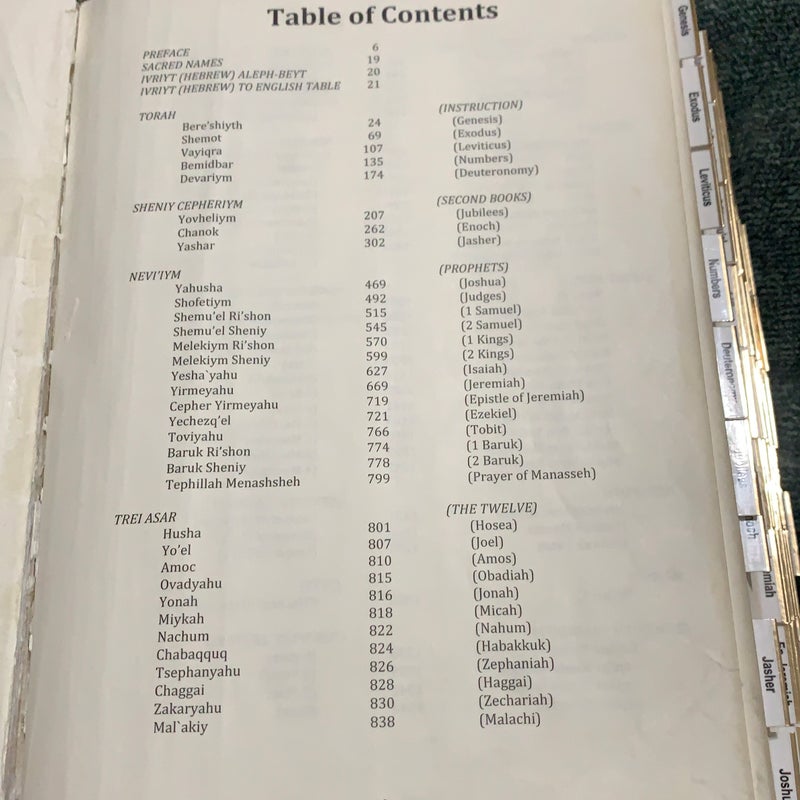 Table of Contents
PREFACE 6
SACRED NAMES 19
IVRIYT (HEBREW) ALEPH-BEYT 20
IVRIYT (HEBREW) TO ENGLISH TABLE 21
TORAH (INSTRUCTION)
Bere'shiyth 24 (Genesis)
Shemot 69 (Exodus)
Vayiqra 107 (Leviticus)
Bemidbar 135 (Numbers)
Devariym 174 (Deuteronomy)
SHENIY CEPHERIYM (SECOND BOOKS)
Yovheliym 207 (Jubilees)
Chanok 262 (Enoch)
Yashar 302 (Jasher)
NEVI'IYM (PROPHETS)
Yahusha 469 (Joshua)
Shofetiym 492 (Judges)
Shemu'el Ri'shon 515 (1 Samuel)
Shemu'el Sheniy 545 (2 Samuel)
Melekiym Ri'shon 570 (1 Kings)
Melekiym Sheniy 599 (2 Kings)
Yesha`yahu 627 (Isaiah)
Yirmeyahu 669 (Jeremiah)
Cepher Yirmeyahu 719 (Epistle of Jeremiah)
Yechezq'el 721 (Ezekiel)
Toviyahu 766 (Tobit)
Baruk Ri'shon 774 (1 Baruk)
Baruk Sheniy 778 (2 Baruk)
Tephillah Menashsheh 799 (Prayer of Manasseh)
TREI ASAR (THE TWELVE)
Husha 801 (Hosea)
Yo'el 807 (Joel)
Amoc 810 (Amos)
Ovadyahu 815 (Obadiah)
Yonah 816 (Jonah)
Miykah 818 (Micah)
Nachum 822 (Nahum)
Chabaqquq 824 (Habakkuk)
Tsephanyahu 826 (Zephaniah)
Chaggai 828 (Haggai)
Zakaryahu 830 (Zechariah)
Mal`akiy 838 (Malachi)
Genesis
Exodus
Leviticus
Numbers
Jasher